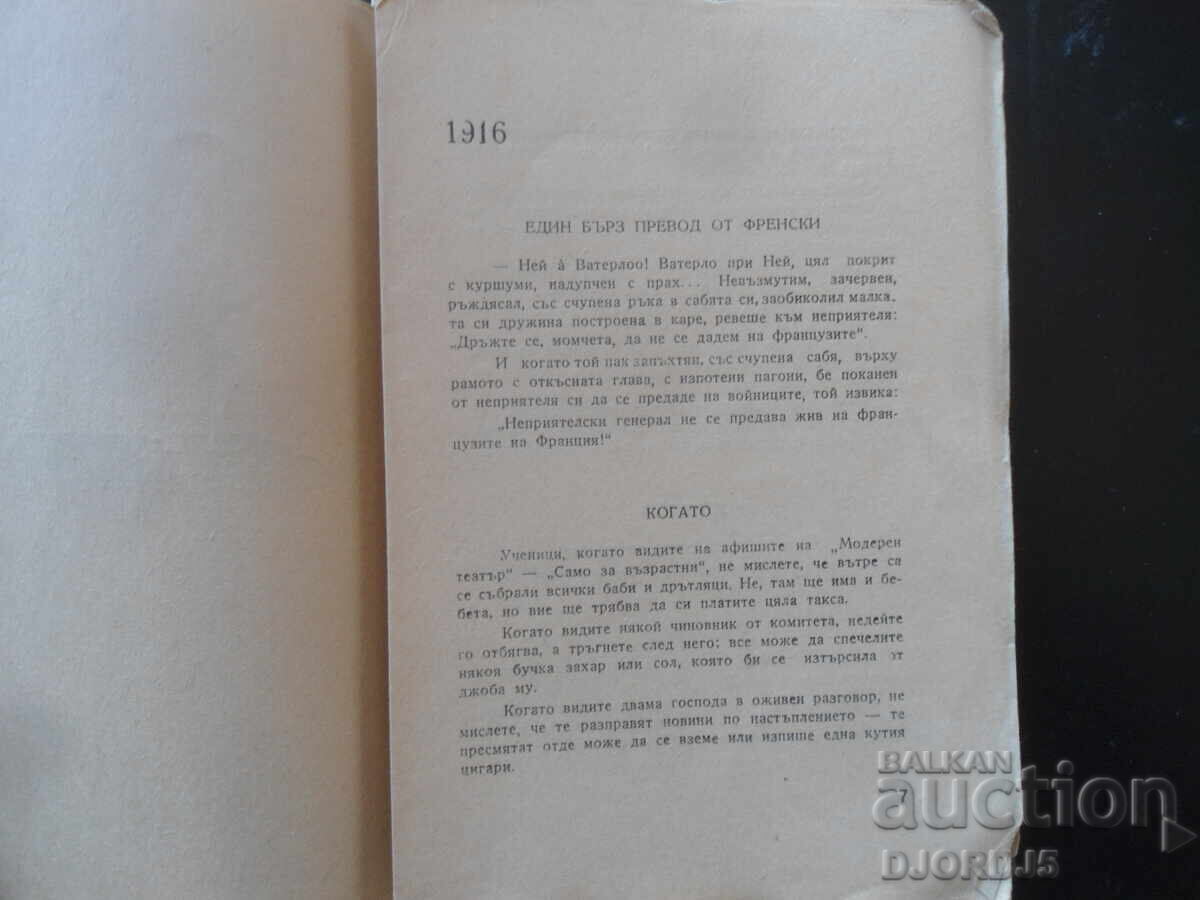 1916
ЕДИН БЪРЗ ПРЕВОД ОТ ФРЕНСКИ
— Ней â Ватерлоо! Ватерло при Ней, цял покрит
с куршуми, надупчен с прах... Невъзмутим, зачервен,
ръждясал, със счупена ръка в сабята си, заобиколил малка.
та си дружина построена в каре, ревеше към неприятеля:
„Дръжте се, момчета, да не се дадем на французите“.
И когато той пак запъхтян, със счупена сабя, върху
рамото с откъсната глава, с изпотени пагони, бе поканен
от неприятеля си да се предаде на войниците, той извика:
„Неприятелски генерал не се предава жив на фран-
цузите на Франция!“
КОГАТО
Ученици, когато видите на афишите на „Модерен
театър“ — „Само за възрастни“, не мислете, че вътре са
се събрали всички баби и дрътляци. Не, там ще има и бе-
бета, но вие ще трябва да си платите цяла такса.
Когато видите някой чиновник от комитета, недейте
го отбягва, а тръгнете след него; все може да спечелите
някоя бучка захар или сол, която би се изтърсила от
джоба му.
Когато видите двама господа в оживен разговор, не
мислете, че те разправят новини по настъплението — те
пресмятат отде може да се вземе или изпише една кутия
цигари.
7
BALKAN
auction
DJORDJ5